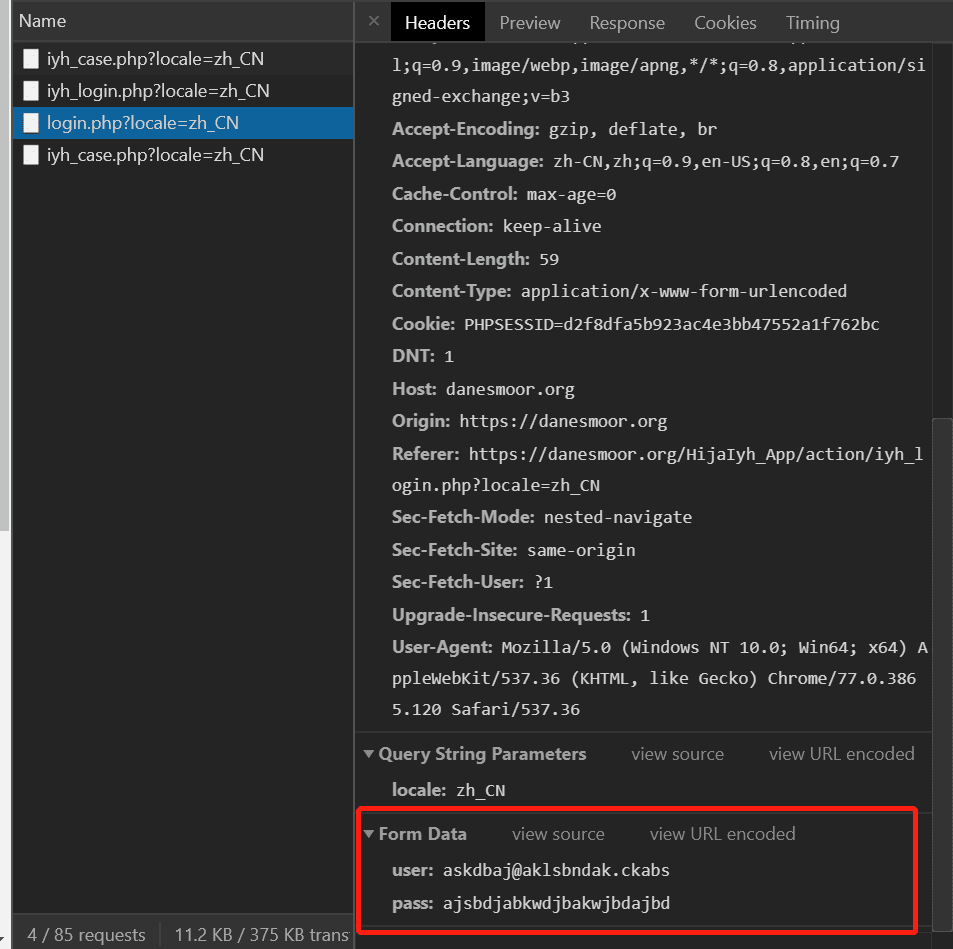 Name
iyh_case.php?locale=zh_CN
iyh_login.php?locale=zh_CN
login.php?locale=zh_CN
iyh_case.php?locale=zh_CN
4 / 85 requests 11.2 KB / 375 KB trans
× Headers Preview Response Cookies Timing
l;q=0.9,image/webp,image/apng,*/*;q=0.8,application/si
gned-exchange;v=b3
Accept-Encoding: gzip, deflate, br
Accept-Language: zh-CN,zh;q=0.9,en-US;q=0.8,en;q=0.7
Cache-Control: max-age=0
Connection: keep-alive
Content-Length: 59
Content-Type: application/x-www-form-urlencoded
Cookie: PHPSESSID=d2f8dfa5b923ac4e3bb47552a1f762bc
DNT: 1
Host: danesmoor.org
Origin: https://danesmoor.org
Referer: https://danesmoor.org/HijaIyh_App/action/iyh_l
ogin.php?locale=zh_CN
Sec-Fetch-Mode: nested-navigate
Sec-Fetch-Site: same-origin
Sec-Fetch-User: ?1
Upgrade-Insecure-Requests: 1
User-Agent: Mozilla/5.0 (Windows NT 10.0; Win64; x64) A
ppleWebKit/537.36 (KHTML, like Gecko) Chrome/77.0.386
5.120 Safari/537.36
Query String Parameters view source view URL encoded
locale: zh_CN
Form Data view source view URL encoded
user: askdbaj@aklsbndak.ckabs
pass: ajsbdjabkwdjbakwjbdajbd